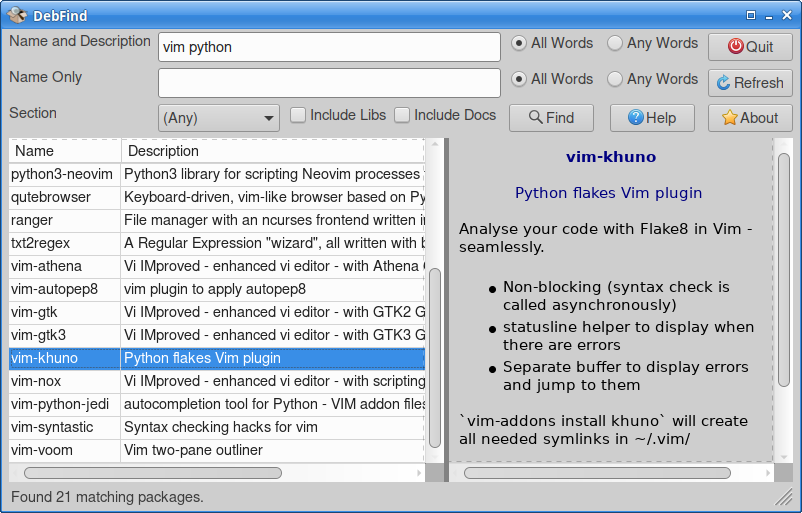 DebFind
Name and Description vim python All Words Any Words Quit
Name Only All Words Any Words Refresh
Section (Any) Include Libs Include Docs Find Help About
Name Description
python3-neovim Python3 library for scripting Neovim processes
qutebrowser Keyboard-driven, vim-like browser based on Py
ranger File manager with an ncurses frontend written i
txt2regex A Regular Expression "wizard", all written with b
vim-athena Vi IMproved - enhanced vi editor - with Athena
vim-autopep8 vim plugin to apply autopep8
vim-gtk Vi IMproved - enhanced vi editor - with GTK2 G
vim-gtk3 Vi IMproved - enhanced vi editor - with GTK3 G
vim-khuno Python flakes Vim plugin
vim-nox Vi IMproved - enhanced vi editor - with scripting
vim-python-jedi autocompletion tool for Python - VIM addon files
vim-syntastic Syntax checking hacks for vim
vim-voom Vim two-pane outliner
vim-khuno
Python flakes Vim plugin
Analyse your code with Flake8 in Vim -
seamlessly.
• Non-blocking (syntax check is
called asynchronously)
• statusline helper to display when
there are errors
• Separate buffer to display errors
and jump to them
`vim-addons install khuno` will create
all needed symlinks in ~/.vim/
Found 21 matching packages.